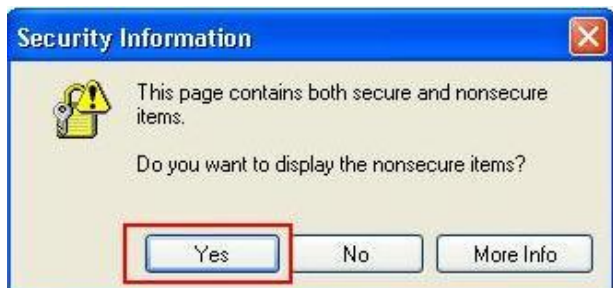 Security Information
This page contains both secure and nonsecure
items.
Do you want to display the nonsecure items?
Yes No More Info